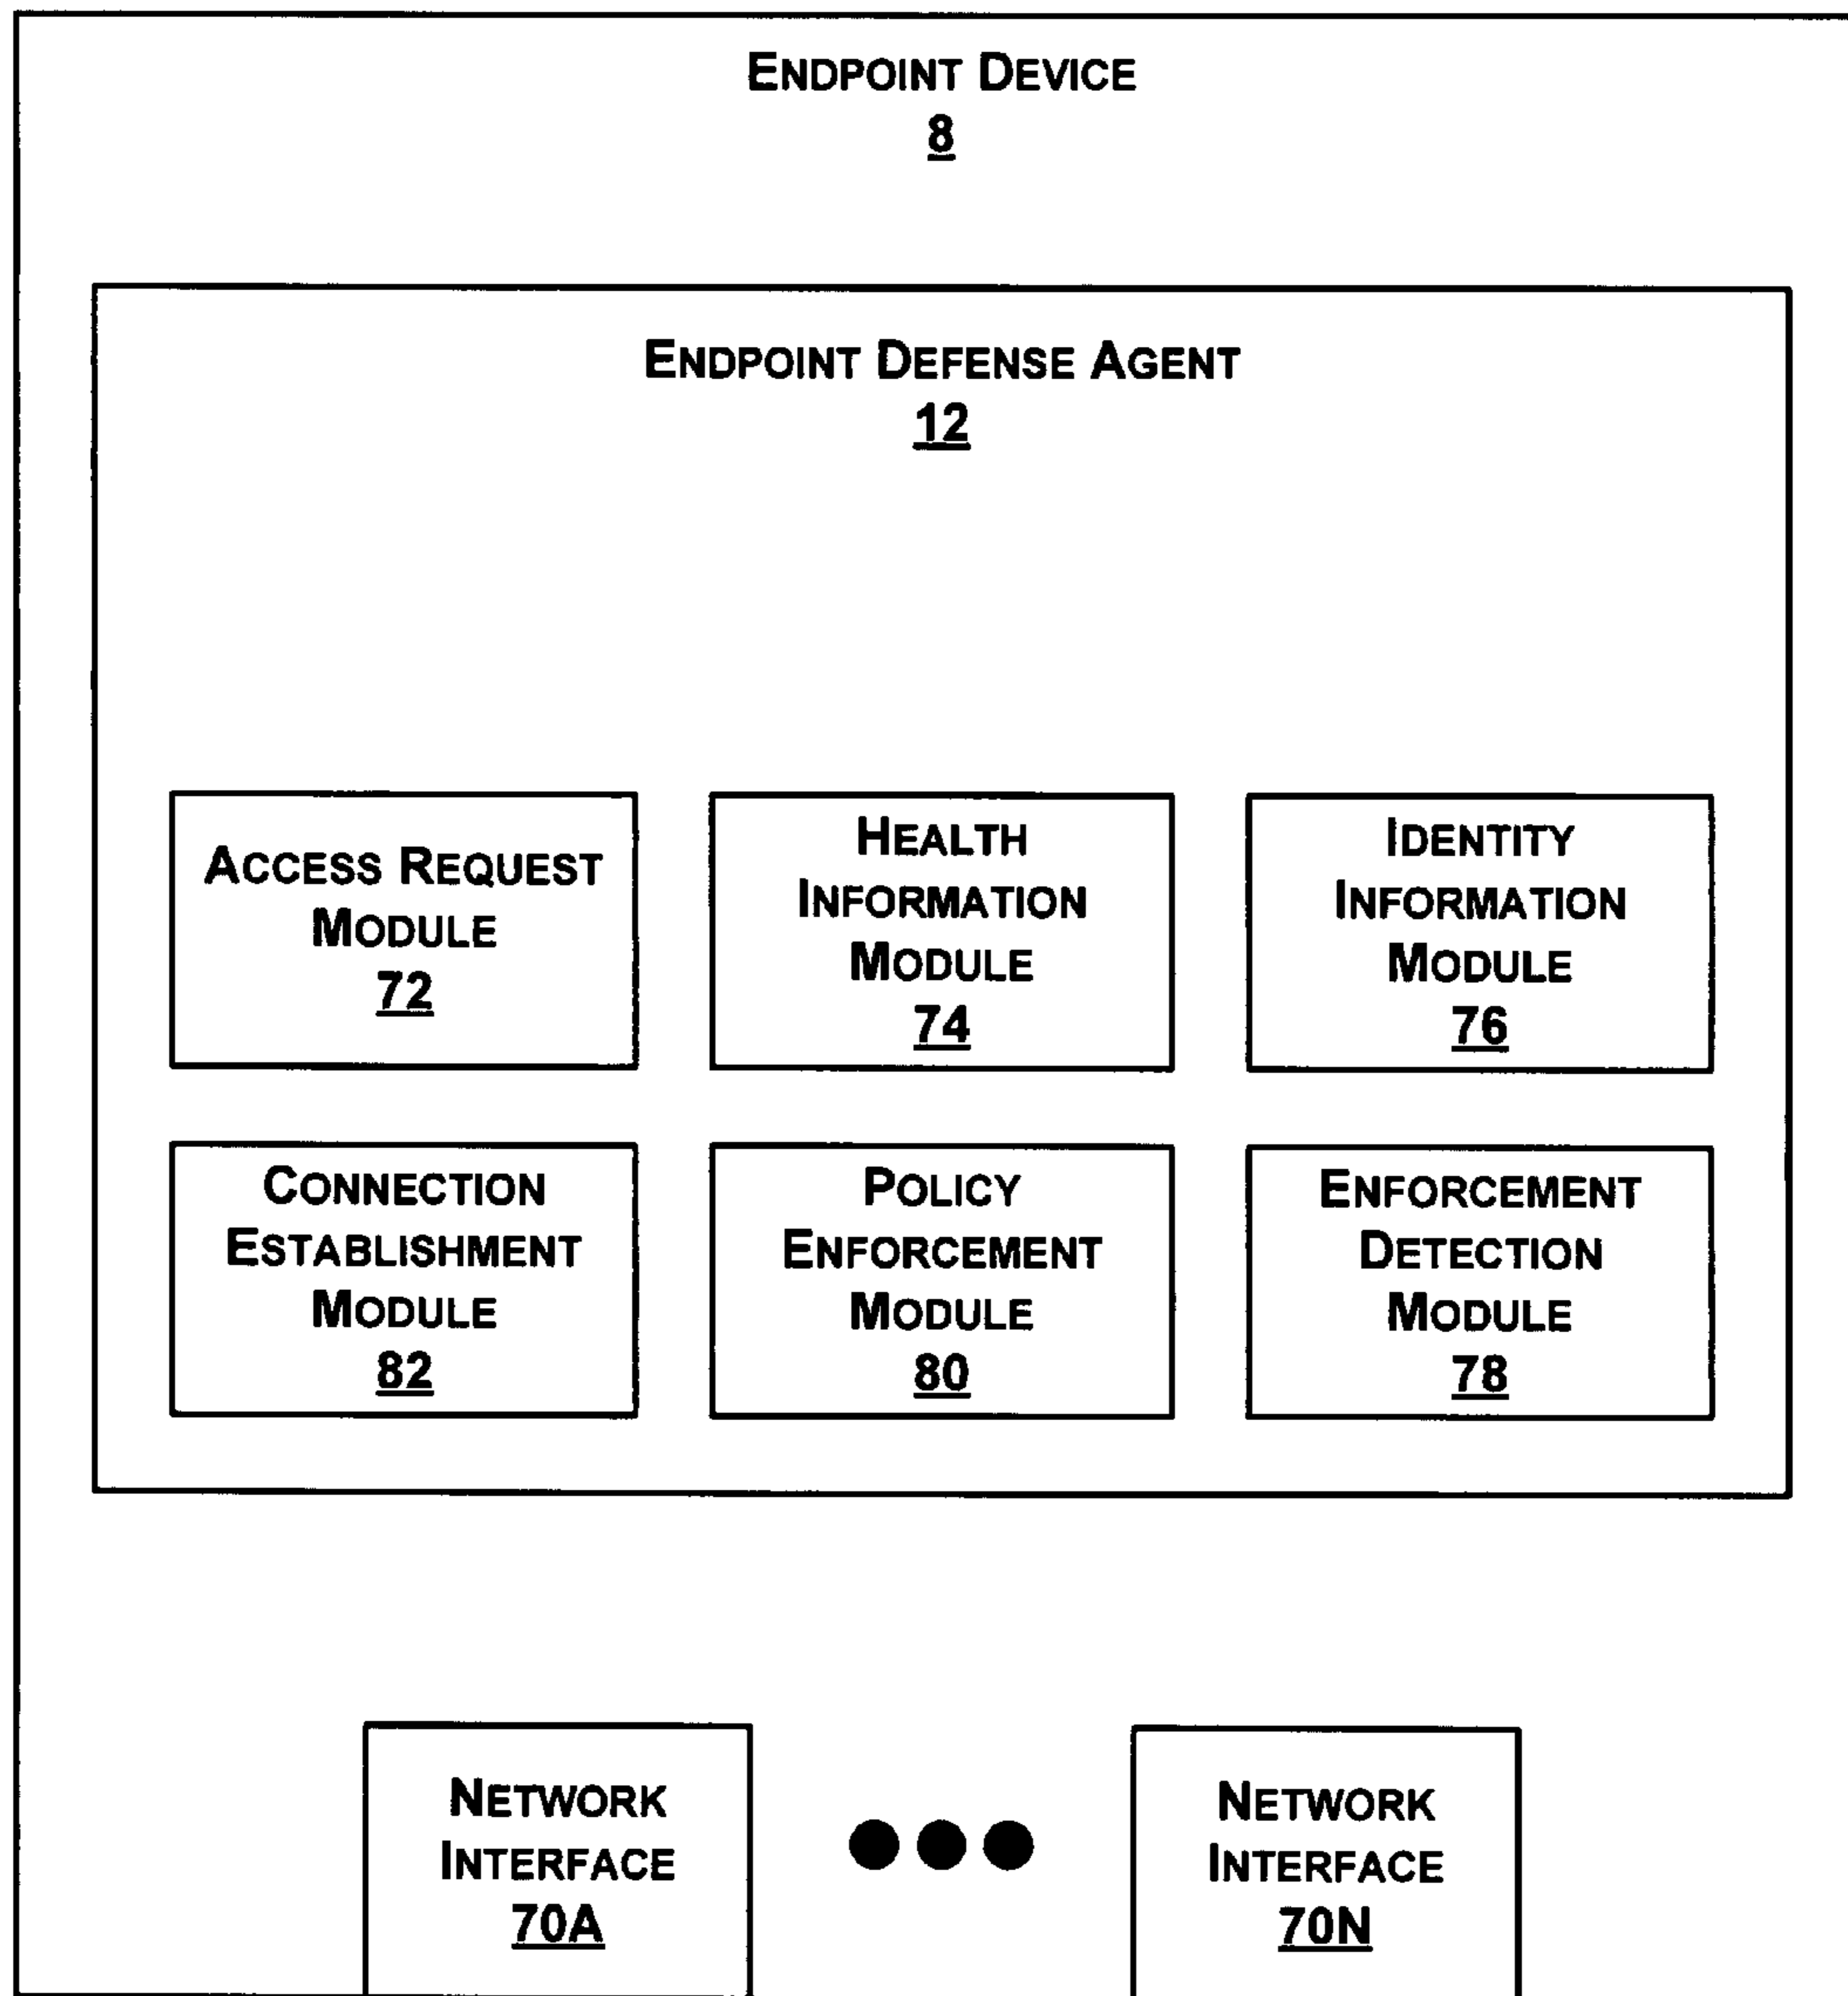 ENDPOINT DEVICE
8
ENDPOINT DEFENSE AGENT
12
ACCESS REQUEST
MODULE
72
HEALTH
INFORMATION
MODULE
74
IDENTITY
INFORMATION
MODULE
76
CONNECTION
ESTABLISHMENT
MODULE
82
POLICY
ENFORCEMENT
MODULE
80
ENFORCEMENT
DETECTION
MODULE
78
NETWORK
INTERFACE
70A
NETWORK
INTERFACE
70N